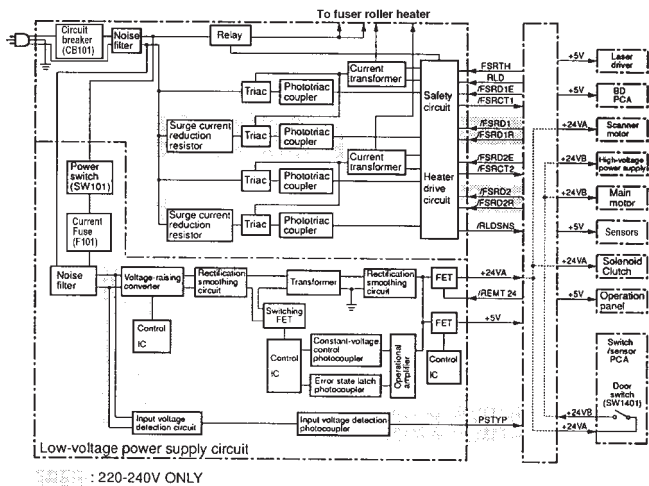 To fuser roller heater
Circuit
breaker
(CB101)
Noise
filter
Relay
Current
transformer
Triac
Phototriac
coupler
Surge current
reduction
resistor
Triac
Phototriac
coupler
Current
transformer
Triac
Phototriac
coupler
Surge current
reduction
resistor
Triac
Phototriac
coupler
Safety
circuit
Heater
drive
circuit
FSRTH
RLD
/FSRD1E
/FSRCT1
/FSRD1
/FSRD1R
/FSRD2E
/FSRCT2
/FSRD2
/FSRD2R
/RLDSNS
Power
switch
(SW101)
Current
Fuse
(F101)
Noise
filter
Voltage-raising
converter
Rectification
smoothing
circuit
Transformer
Rectification
smoothing
circuit
FET
+24VA
/REMT 24
Switching
FET
FET
+5V
Control
IC
Control
IC
Constant-voltage
control
photocoupler
Error state latch
photocoupler
Operational
amplifier
Control
IC
Input voltage
detection circuit
Input voltage detection
photocoupler
PSTYP
Low-voltage power supply circuit
+5V
Laser
driver
+5V
BD
PCA
+24VA
Scanner
motor
+24VB
High-voltage
power supply
+24VB
Main
motor
+5V
Sensors
+24VA
Solenoid
Clutch
+5V
Operation
panel
Switch
/sensor
PCA
Door
switch
(SW1401)
+24VB
+24VA
: 220-240V ONLY